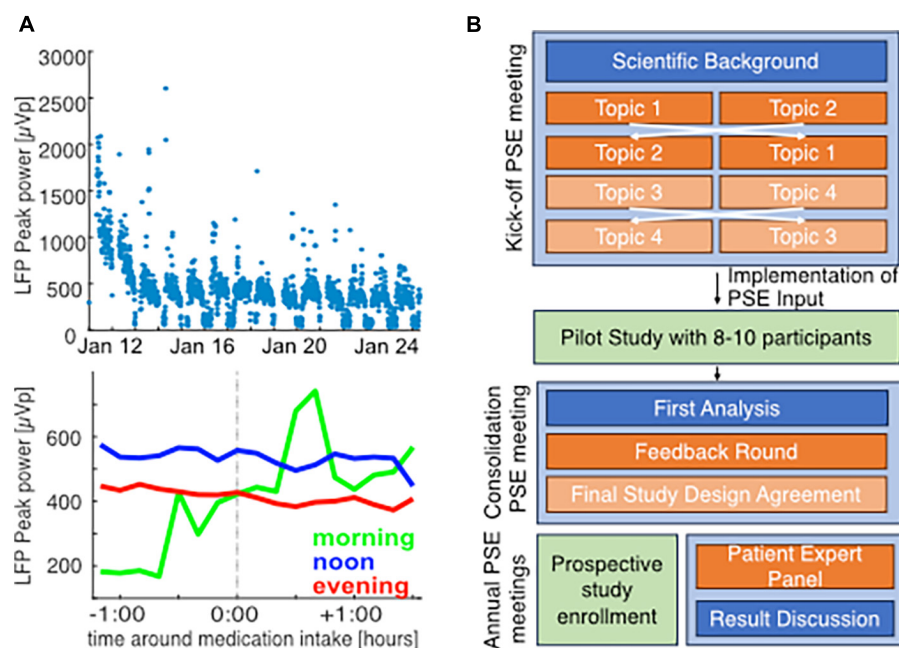 A
LFP Peak power [µVp]
3000
2500
2000
1500
1000
500
0
Jan 12
Jan 16
Jan 20
Jan 24
LFP Peak power [µVp]
600
400
200
morning
noon
evening
-1:00
0:00
+1:00
time around medication intake [hours]
B
Kick-off PSE meeting
Scientific Background
Topic 1
Topic 2
Topic 2
Topic 1
Topic 3
Topic 4
Topic 4
Topic 3
Implementation of
PSE Input
Pilot Study with 8-10 participants
Consolidation
PSE meeting
First Analysis
Feedback Round
Final Study Design Agreement
Annual PSE
meetings
Prospective
study
enrollment
Patient Expert
Panel
Result Discussion